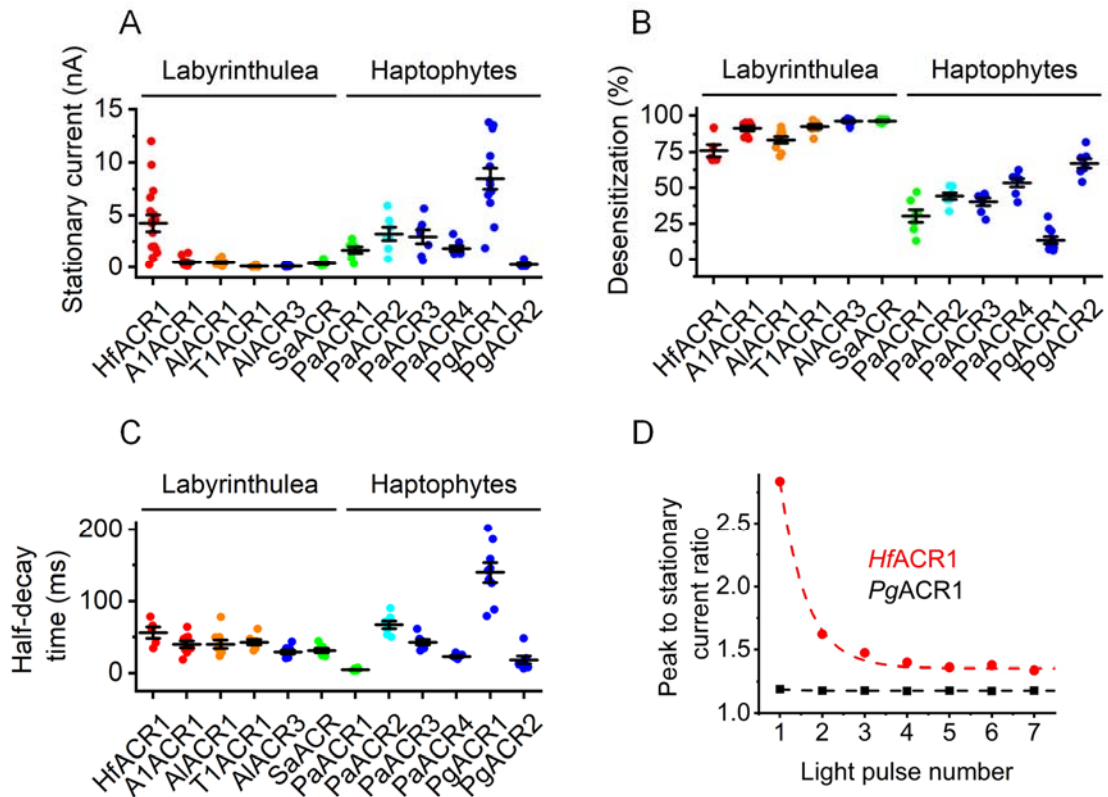 A
Labyrinthulea
Haptophytes
Stationary current (nA)
15
10
5
0
HfACR1
A1ACR1
AlACR1
T1ACR1
AlACR3
SaACR
PaACR1
PaACR2
PaACR3
PaACR4
PgACR1
PgACR2
B
Labyrinthulea
Haptophytes
Desensitization (%)
100
75
50
25
0
HfACR1
A1ACR1
AlACR1
T1ACR1
AlACR3
SaACR
PaACR1
PaACR2
PaACR3
PaACR4
PgACR1
PgACR2
C
Labyrinthulea
Haptophytes
Half-decay
time (ms)
200
100
0
HfACR1
A1ACR1
AlACR1
T1ACR1
AlACR3
SaACR
PaACR1
PaACR2
PaACR3
PaACR4
PgACR1
PgACR2
D
Peak to stationary
current ratio
2.5
2.0
1.5
1.0
HfACR1
PgACR1
1 2 3 4 5 6 7
Light pulse number